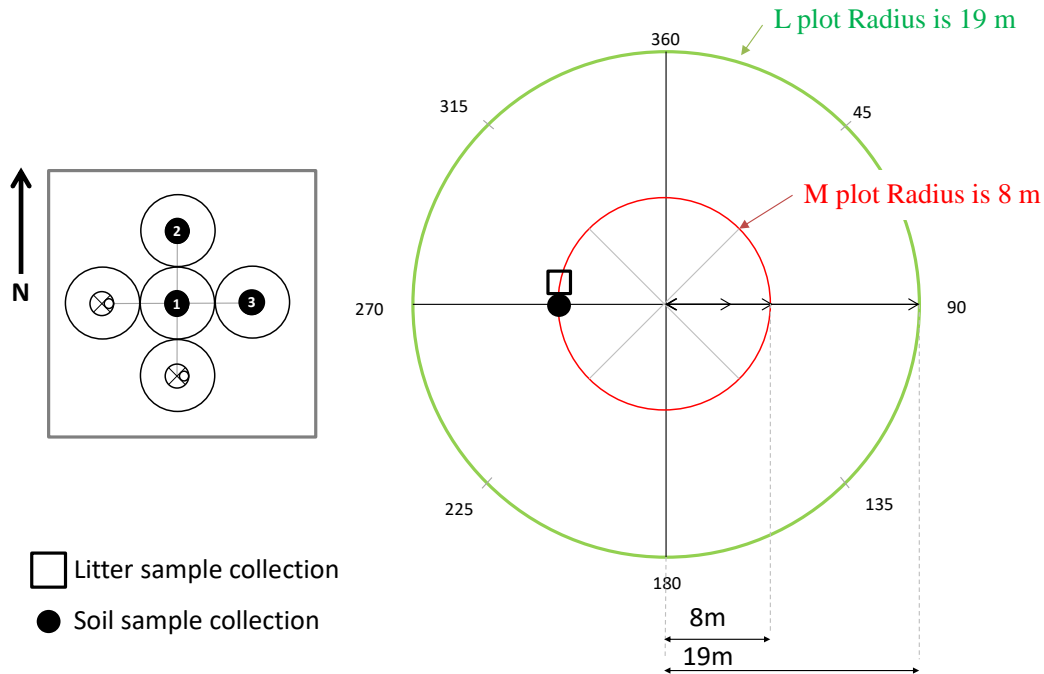 L plot Radius is 19 m
360
315
45
M plot Radius is 8 m
N
2
1
3
270
90
225
135
180
Litter sample collection
Soil sample collection
8m
19m